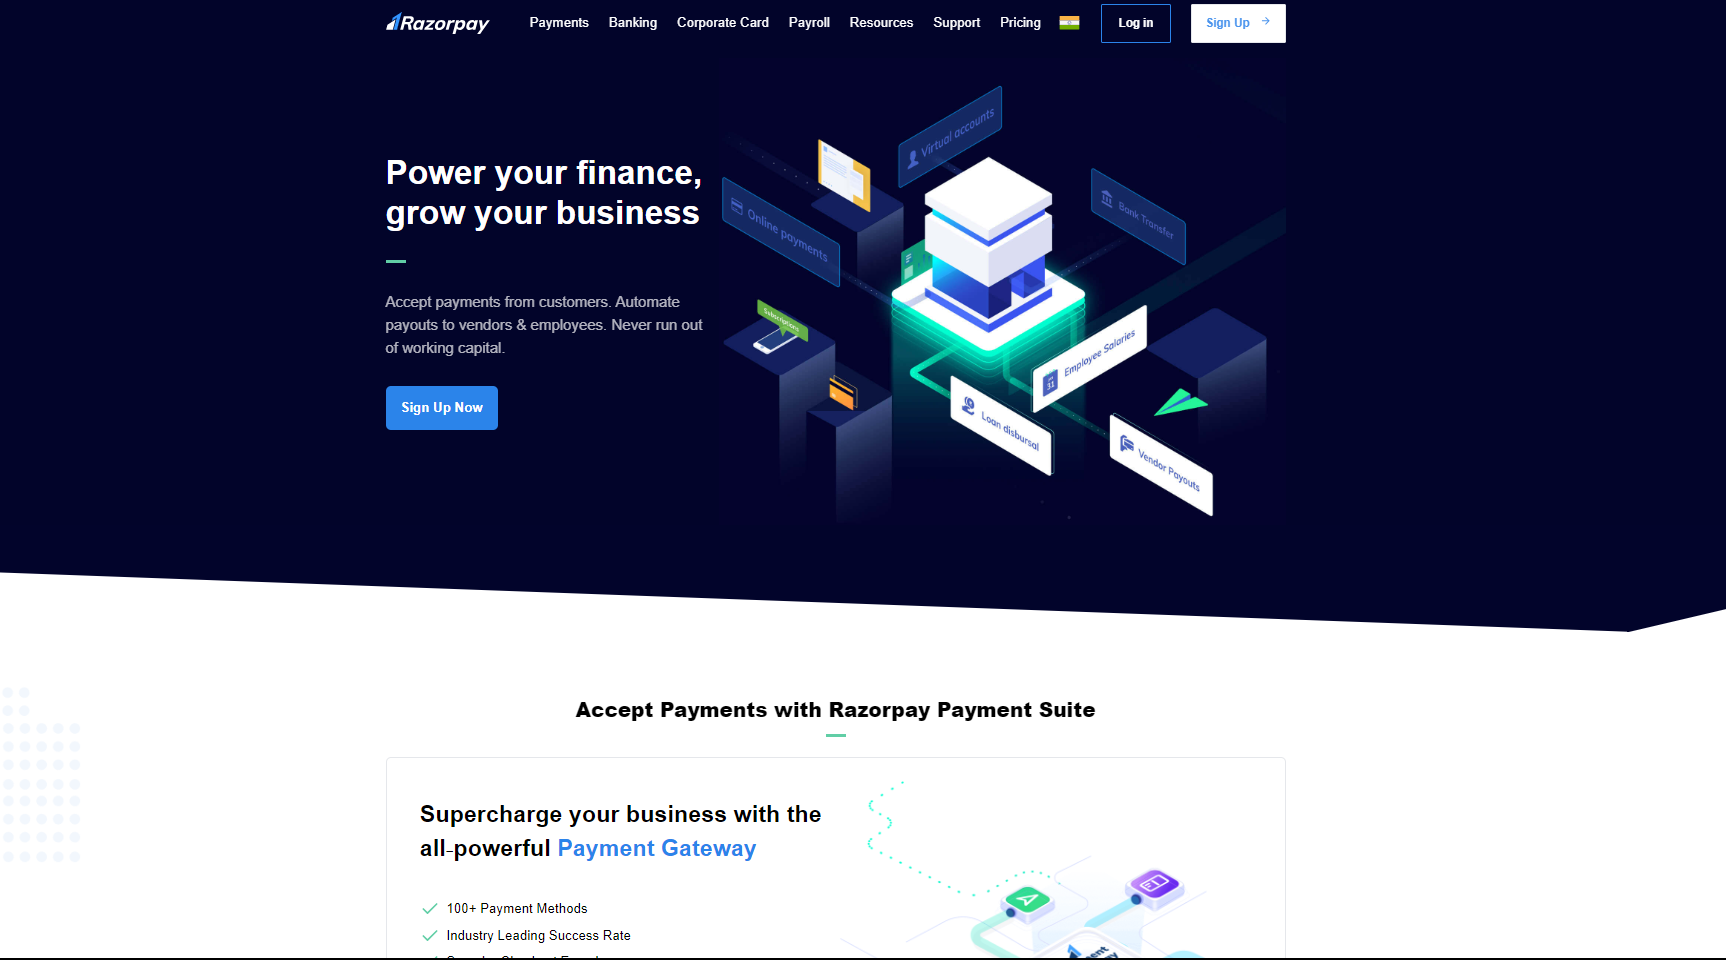 Razorpay
Payments
Banking
Corporate Card
Payroll
Resources
Support
Pricing
Log in
Sign Up
Power your finance,
grow your business
Accept payments from customers. Automate
payouts to vendors & employees. Never run out
of working capital.
Sign Up Now
Virtual accounts
Online payments
Bank Transfer
Subscriptions
Employee Salaries
31
Loan disbursal
Vendor Payouts
Accept Payments with Razorpay Payment Suite
Supercharge your business with the
all-powerful Payment Gateway
100+ Payment Methods
Industry Leading Success Rate